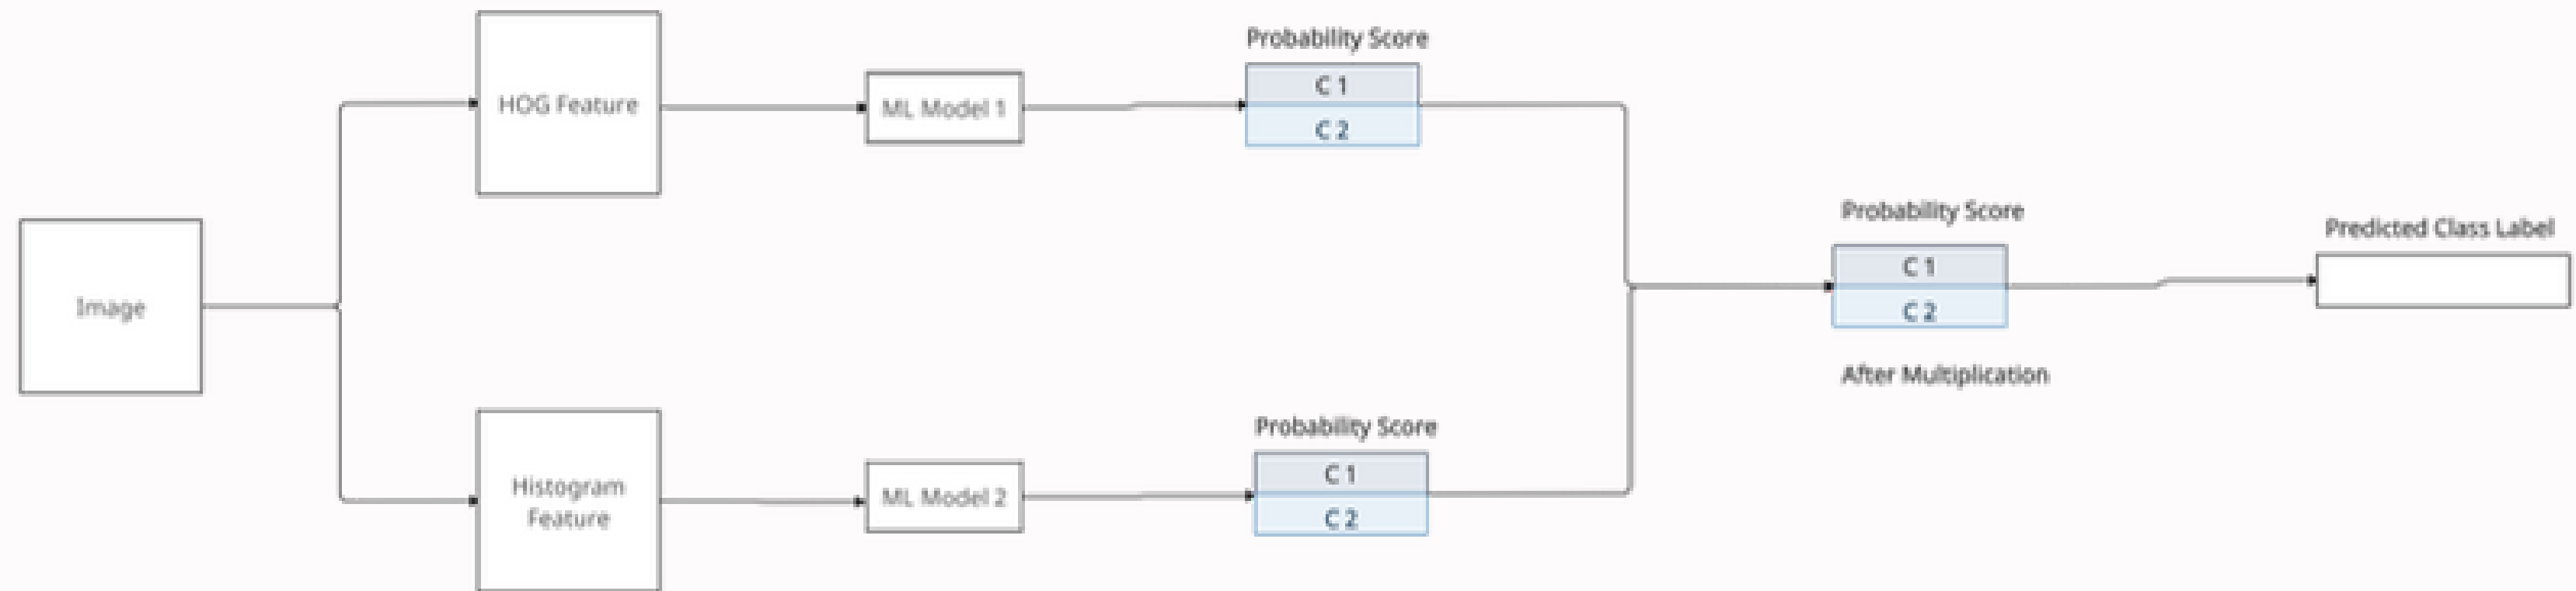 Image
HOG Feature
ML Model 1
Probability Score
C 1
C 2
Histogram
Feature
ML Model 2
Probability Score
C 1
C 2
Probability Score
C 1
C 2
After Multiplication
Predicted Class Label